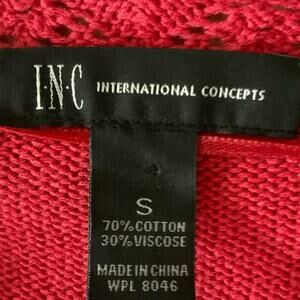 I·N·C INTERNATIONAL CONCEPTS
S
70% COTTON
30% VISCOSE
MADE IN CHINA
WPL 8046